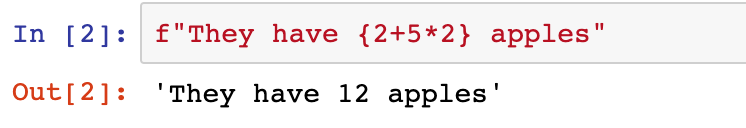 In [2]: f"They have {2+5*2} apples"
Out[2]: 'They have 12 apples'